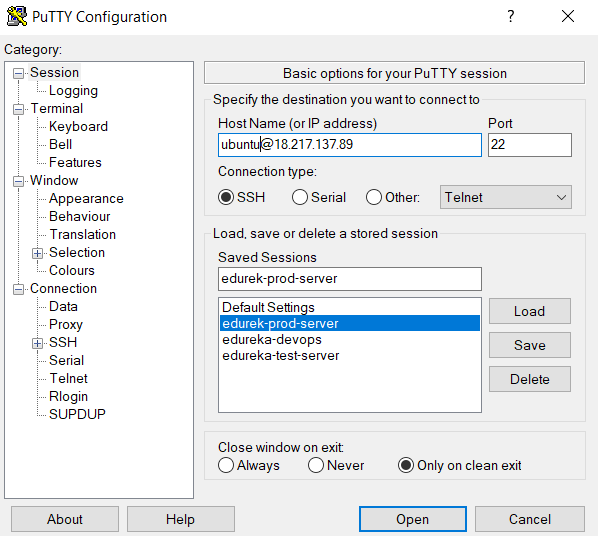 PuTTY Configuration
?
Category:
Session
Logging
Terminal
Keyboard
Bell
Features
Window
Appearance
Behaviour
Translation
Selection
Colours
Connection
Data
Proxy
SSH
Serial
Telnet
Rlogin
SUPDUP
Basic options for your PuTTY session
Specify the destination you want to connect to
Host Name (or IP address) Port
ubuntu@18.217.137.89 22
Connection type:
SSH Serial Other: Telnet
Load, save or delete a stored session
Saved Sessions
edurek-prod-server
Default Settings
edurek-prod-server
edureka-devops
edureka-test-server
Load
Save
Delete
Close window on exit:
Always Never Only on clean exit
About Help Open Cancel